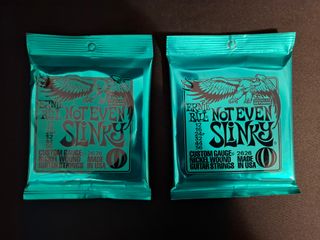 ERNIE
BALL
NOT EVEN
SLINKY
CUSTOM GAUGE 2626
NICKEL WOUND MADE
GUITAR STRINGS IN USA
ERNIE
BALL
NOT EVEN
SLINKY
CUSTOM GAUGE 2626
NICKEL WOUND MADE
GUITAR STRINGS IN USA